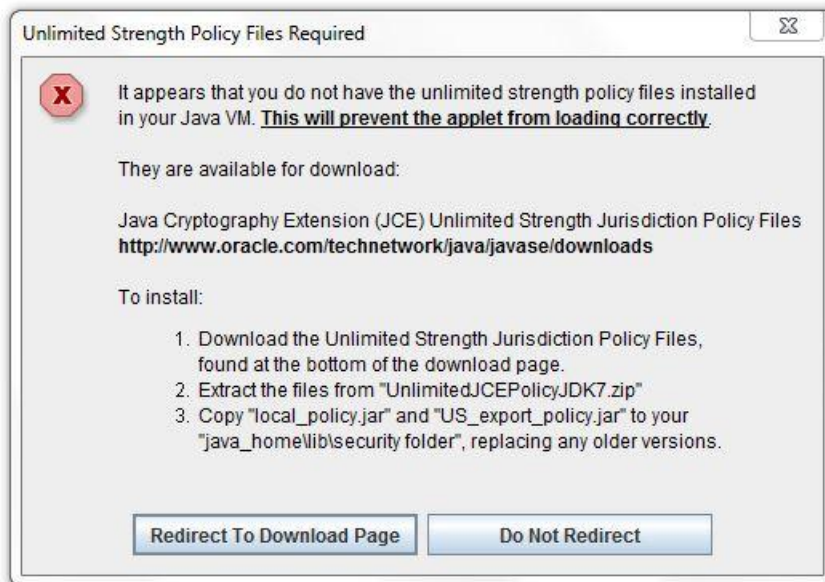 Unlimited Strength Policy Files Required
It appears that you do not have the unlimited strength policy files installed
in your Java VM. This will prevent the applet from loading correctly.
They are available for download:
Java Cryptography Extension (JCE) Unlimited Strength Jurisdiction Policy Files
http://www.oracle.com/technetwork/java/javase/downloads
To install:
1. Download the Unlimited Strength Jurisdiction Policy Files,
found at the bottom of the download page.
2. Extract the files from "UnlimitedJCEPolicyJDK7.zip"
3. Copy "local_policy.jar" and "US_export_policy.jar" to your
"java_home\lib\security folder", replacing any older versions.
Redirect To Download Page
Do Not Redirect